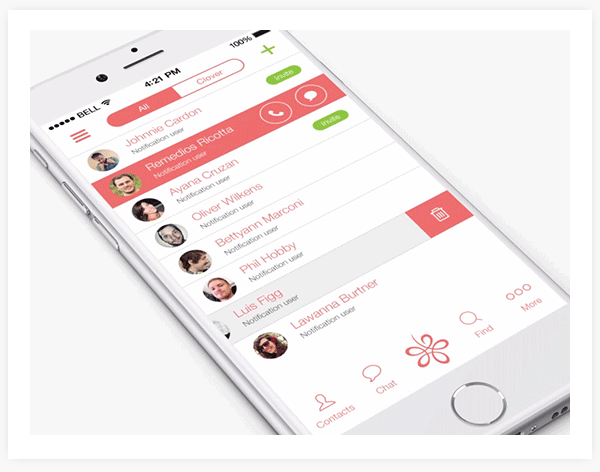 ●●●●● BELL
4:21 PM
100%
All
Clover
Johnnie Cardon
Notification user
Invite
Remedios Ricotta
Notification user
Ayana Cruzan
Notification user
Invite
Oliver Wilkens
Notification user
Bettyann Marconi
Notification user
Phil Hobby
Notification user
Luis Figg
Notification user
Lawanna Burtner
Notification user
Contacts
Chat
Find
More